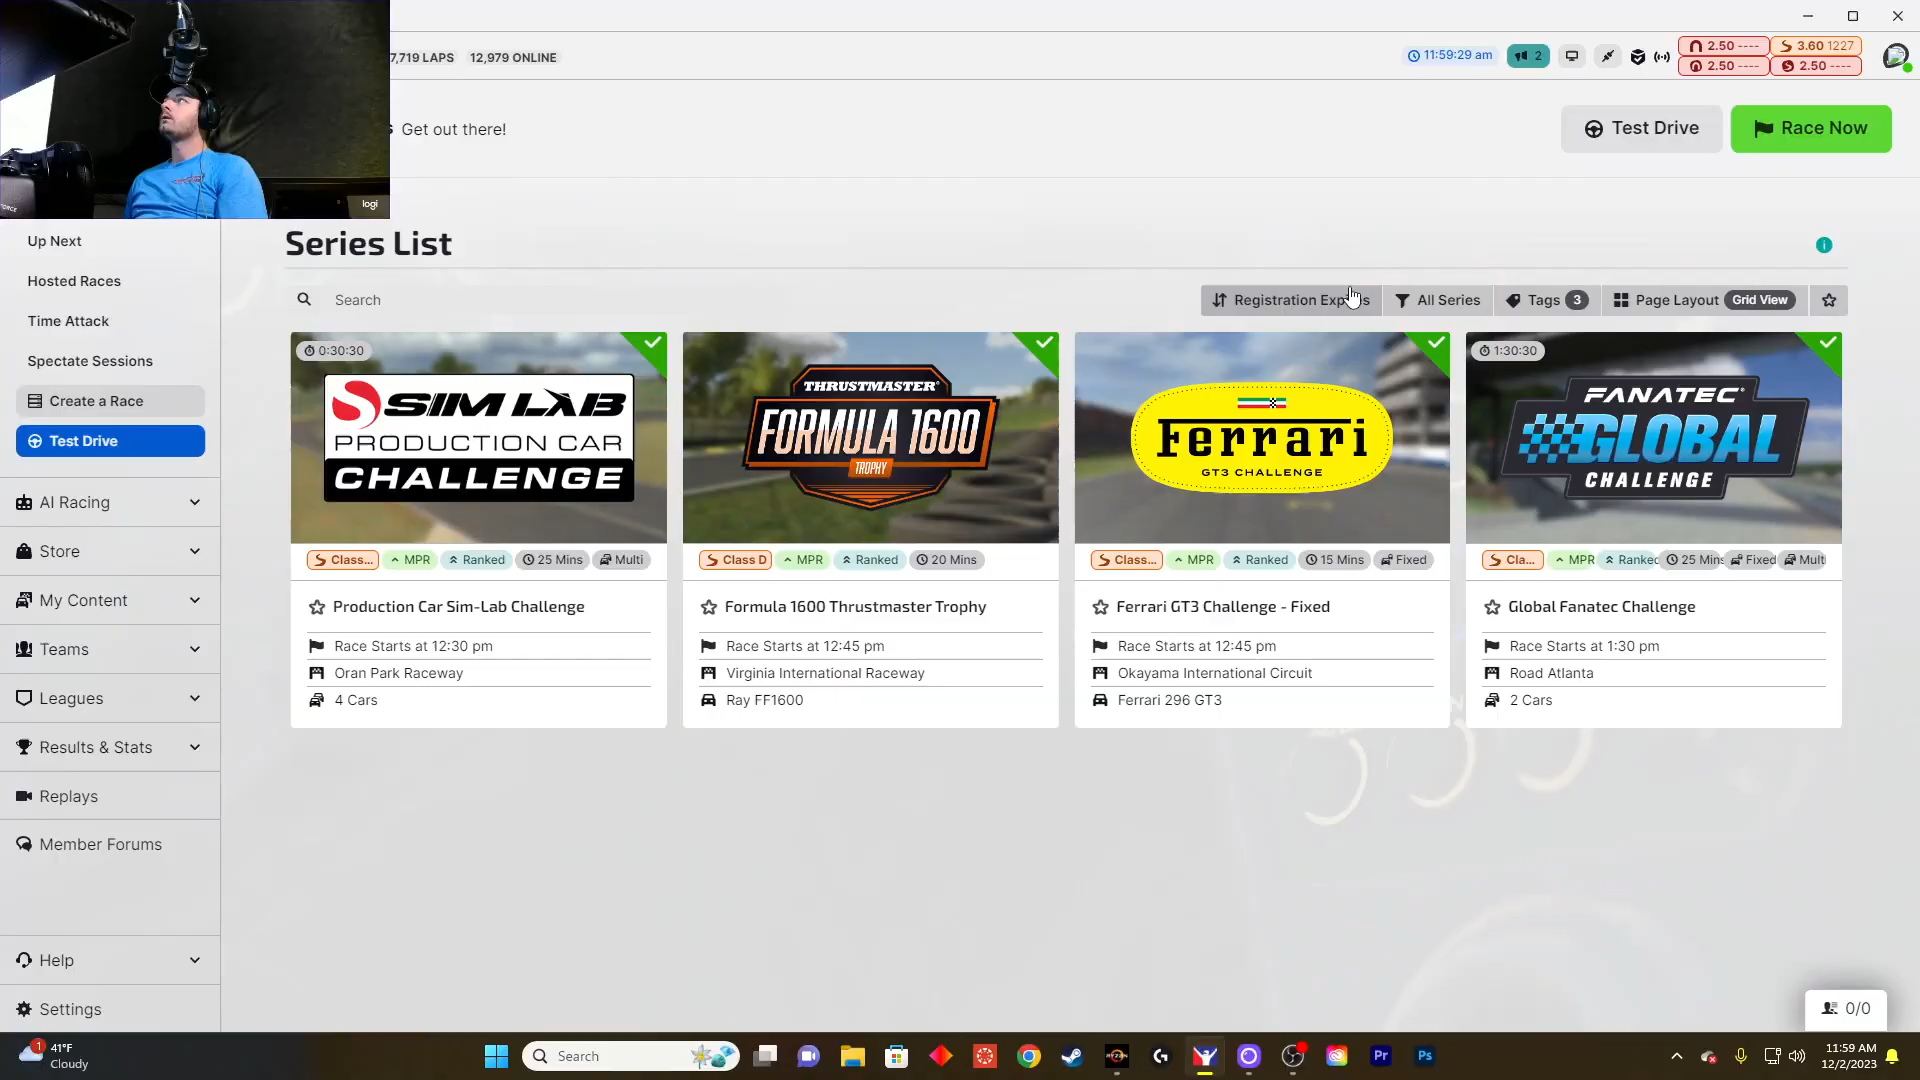 7,719 LAPS 12,979 ONLINE
11:59:29 am
2
2.50 ----
3.60 1227
2.50 ----
2.50 ----
Get out there!
Test Drive
Race Now
logi
Up Next
Hosted Races
Time Attack
Spectate Sessions
Create a Race
Test Drive
AI Racing
Store
My Content
Teams
Leagues
Results & Stats
Replays
Member Forums
Help
Settings
Series List
Search
Registration
All Series
Tags 3
Page Layout Grid View
0:30:30
SIM LAB
PRODUCTION CAR
CHALLENGE
Class... MPR Ranked 25 Mins Multi
Production Car Sim-Lab Challenge
Race Starts at 12:30 pm
Oran Park Raceway
4 Cars
THRUSTMASTER
FORMULA 1600
TROPHY
Class D MPR Ranked 20 Mins
Formula 1600 Thrustmaster Trophy
Race Starts at 12:45 pm
Virginia International Raceway
Ray FF1600
Ferrari
GT3 CHALLENGE
Class... MPR Ranked 15 Mins Fixed
Ferrari GT3 Challenge - Fixed
Race Starts at 12:45 pm
Okayama International Circuit
Ferrari 296 GT3
1:30:30
FANATEC
GLOBAL
CHALLENGE
Cla... MPR Ranked 25 Mins Fixed Multi
Global Fanatec Challenge
Race Starts at 1:30 pm
Road Atlanta
2 Cars
0/0
1
41°F
Cloudy
Search
Pr
Ps
11:59 AM
12/2/2023